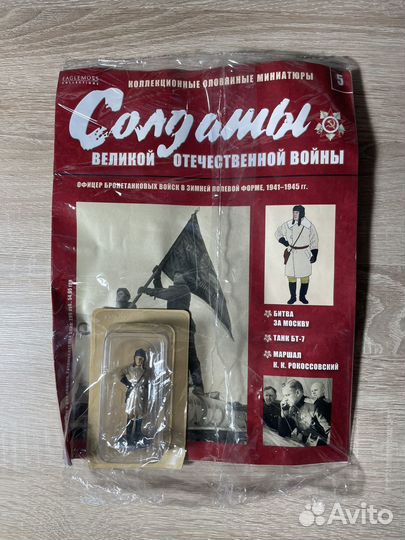 EAGLEMOSS
COLLECTIONS
КОЛЛЕКЦИОННЫЕ ОЛОВЯННЫЕ МИНИАТЮРЫ
5
Солдаты
ВЕЛИКОЙ ОТЕЧЕСТВЕННОЙ ВОЙНЫ
ОФИЦЕР БРОНЕТАНКОВЫХ ВОЙСК В ЗИМНЕЙ ПОЛЕВОЙ ФОРМЕ, 1941–1945 гг.
БИТВА
ЗА МОСКВУ
ТАНК БТ-7
МАРШАЛ
К. К. РОКОССОВСКИЙ
Avito